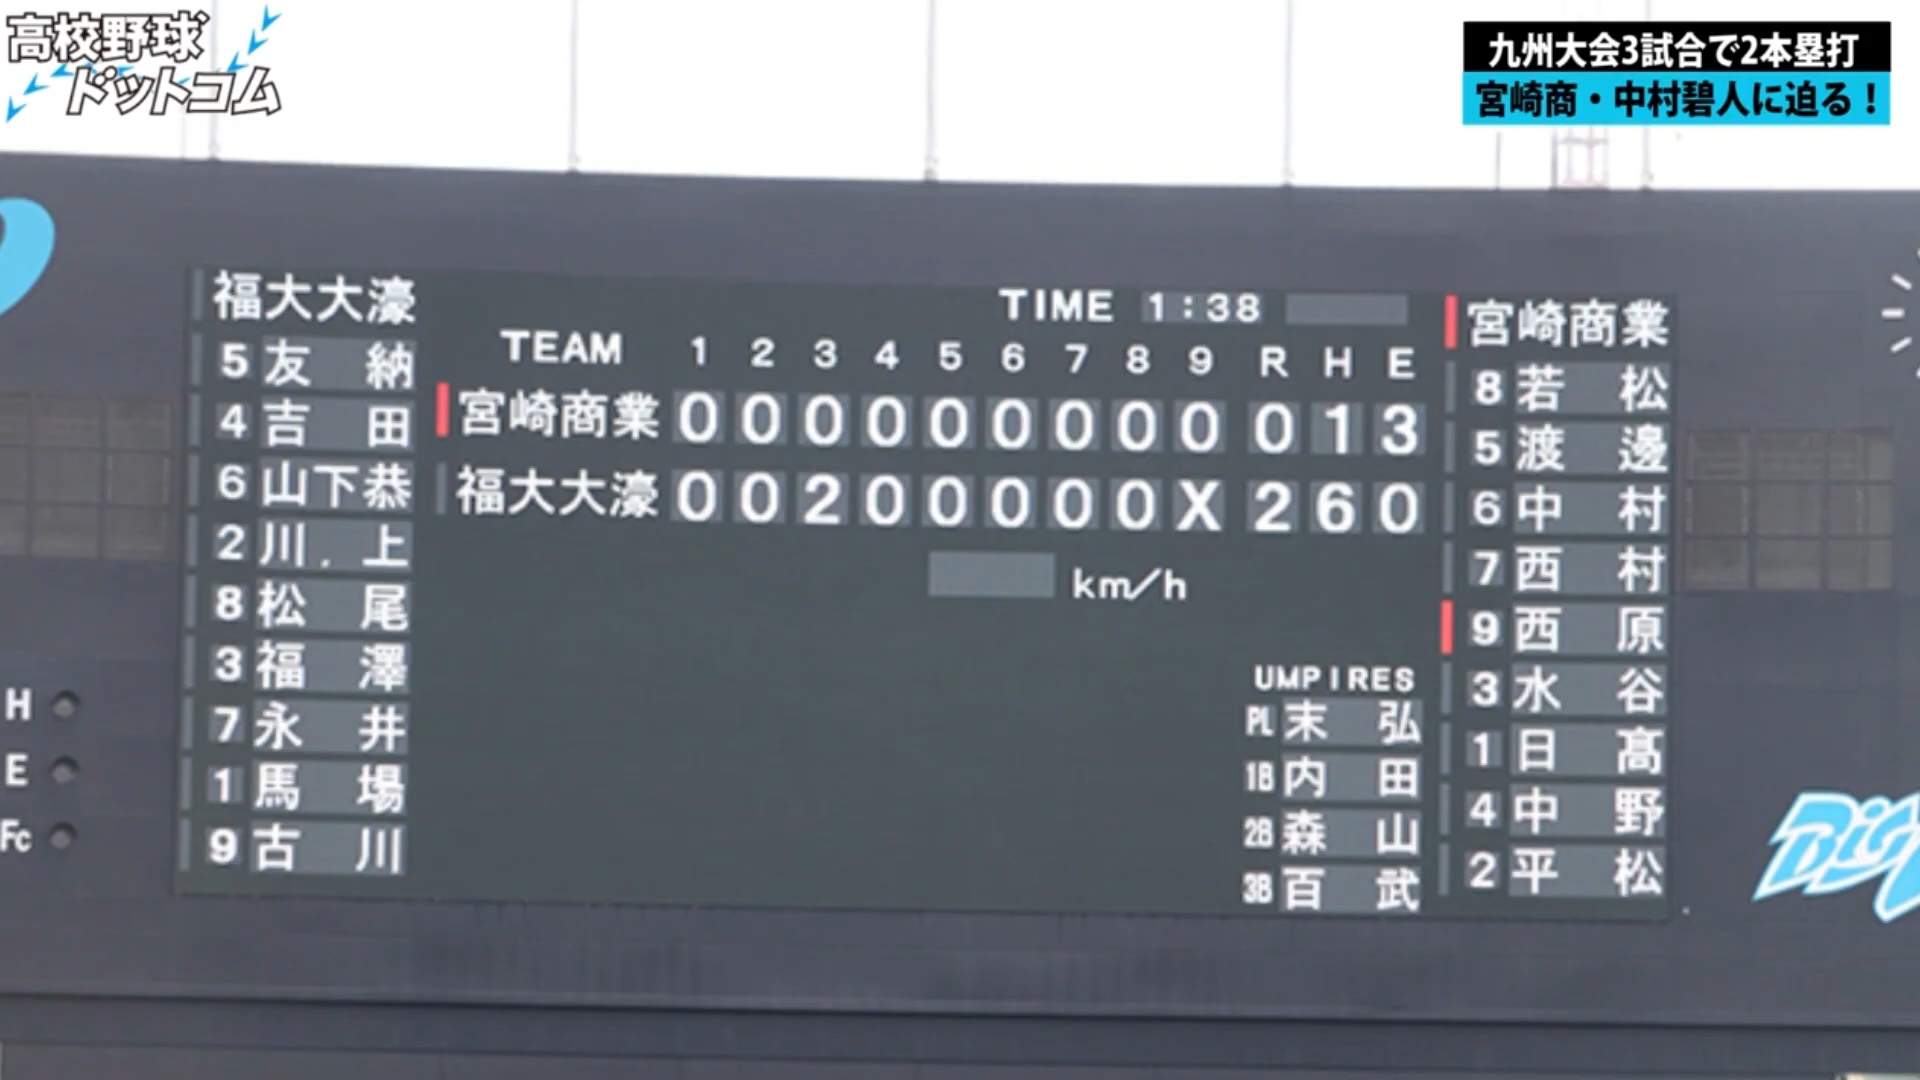 高校野球
ドットコム
九州大会3試合で2本塁打
宮崎商・中村碧人に迫る！
福大大濠
5 友納
4 吉田
6 山下恭
2 川上
8 松尾
3 福澤
7 永井
1 馬場
9 古川
TIME 1:38
TEAM 1 2 3 4 5 6 7 8 9 R H E
宮崎商業 0 0 0 0 0 0 0 0 0 0 1 3
福大大濠 0 0 2 0 0 0 0 0 X 2 6 0
km/h
UMPIRES
PL 末弘
1B 内田
2B 森山
3B 百武
宮崎商業
8 若松
5 渡邊
6 中村
7 西村
9 西原
3 水谷
1 日髙
4 中野
2 平松
H
E
Fc